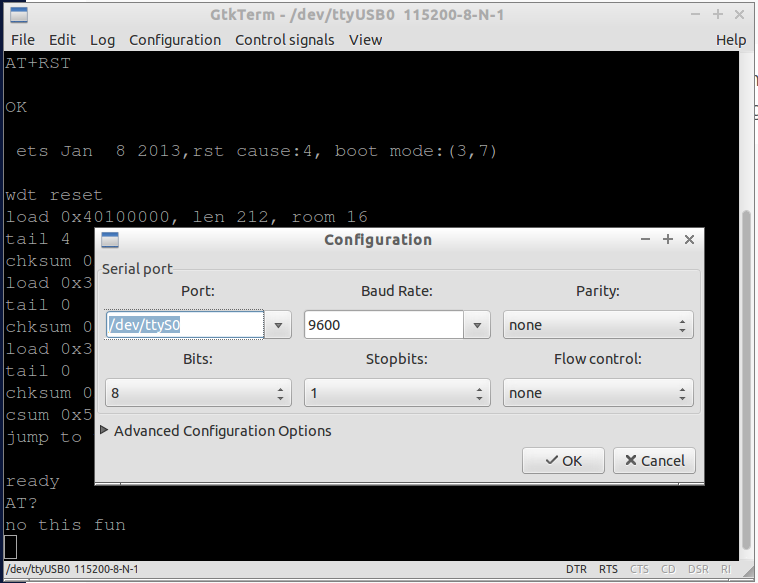 GtkTerm - /dev/ttyUSB0 115200-8-N-1
File Edit Log Configuration Control signals View Help
AT+RST
OK
ets Jan 8 2013,rst cause:4, boot mode:(3,7)
wdt reset
load 0x40100000, len 212, room 16
tail 4
chksum 0
load 0x3
tail 0
chksum 0
load 0x3
tail 0
chksum 0
csum 0x5
jump to
ready
AT?
no this fun
Configuration
Serial port
Port: Baud Rate: Parity:
/dev/ttyS0 9600 none
Bits: Stopbits: Flow control:
8 1 none
Advanced Configuration Options
OK Cancel
/dev/ttyUSB0 115200-8-N-1 DTR RTS CTS CD DSR RI